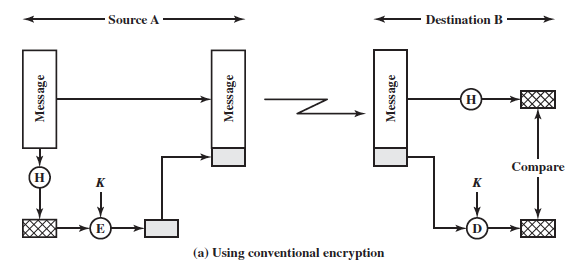 Source A
Destination B
Message
Message
Message
H
H
Compare
K
K
E
D
(a) Using conventional encryption